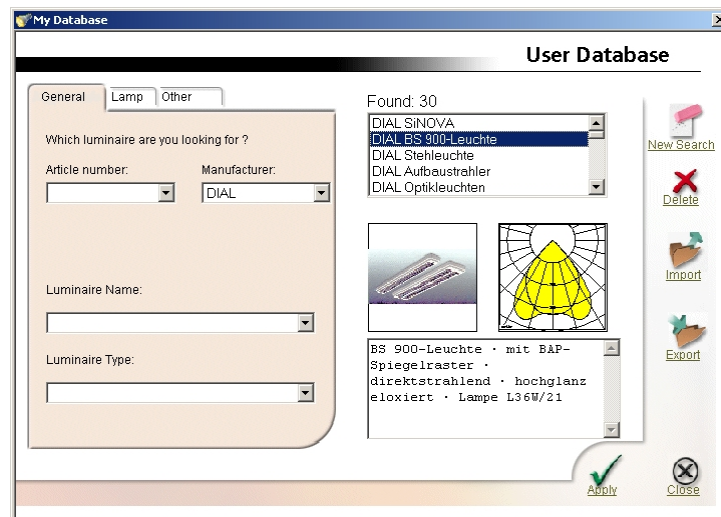 My Database
User Database
General
Lamp
Other
Which luminaire are you looking for ?
Article number:
Manufacturer:
DIAL
Luminaire Name:
Luminaire Type:
Found: 30
DIAL SiNOVA
DIAL BS 900-Leuchte
DIAL Stehleuchte
DIAL Aufbaustrahler
DIAL Optikleuchten
BS 900-Leuchte · mit BAP-
Spiegelraster ·
direktstrahlend · hochglanz
eloxiert · Lampe L36W/21
New Search
Delete
Import
Export
Apply
Close